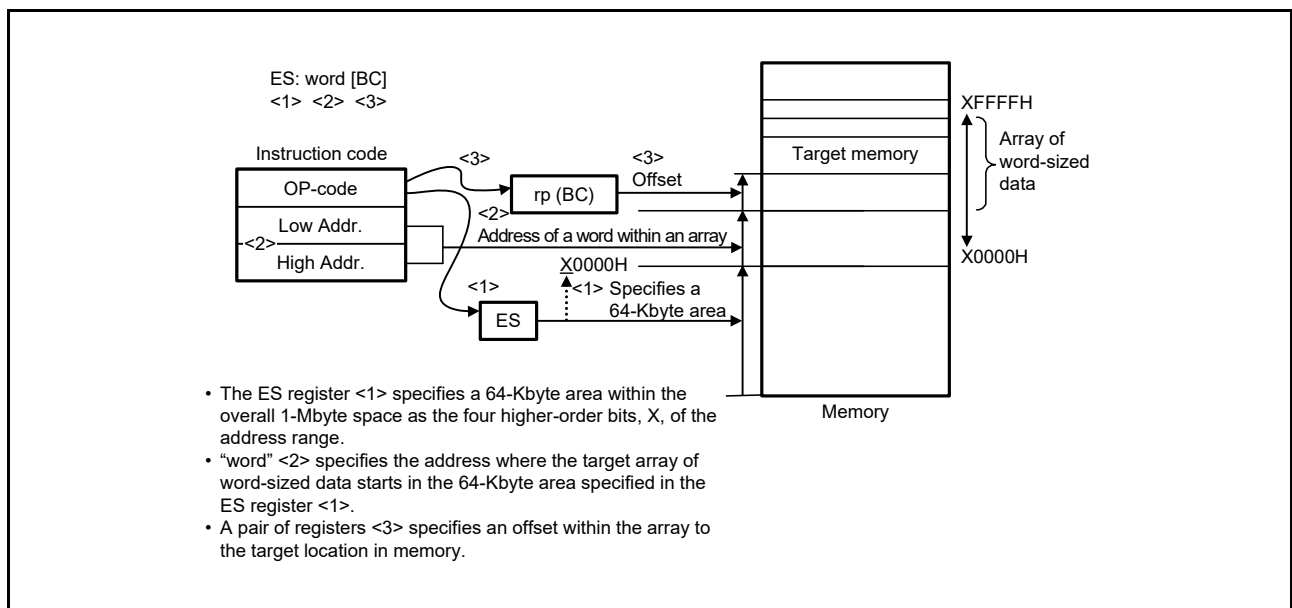 ES: word [BC]
<1> <2> <3>
Instruction code
OP-code
Low Addr.
<2>
High Addr.
<3>
rp (BC)
<3>
Offset
<2>
Address of a word within an array
X0000H
<1>
ES
<1> Specifies a
64-Kbyte area
Target memory
Memory
XFFFFH
Array of
word-sized
data
X0000H
• The ES register <1> specifies a 64-Kbyte area within the
overall 1-Mbyte space as the four higher-order bits, X, of the
address range.
• “word” <2> specifies the address where the target array of
word-sized data starts in the 64-Kbyte area specified in the
ES register <1>.
• A pair of registers <3> specifies an offset within the array to
the target location in memory.